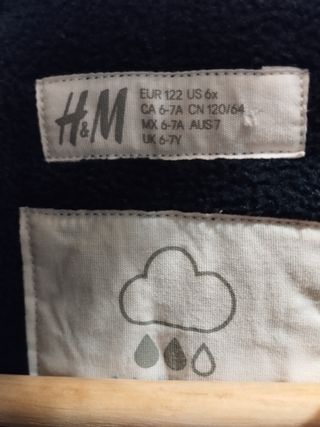 H&M
EUR 122 US 6x
CA 6-7A CN 120/64
MX 6-7A AUS 7
UK 6-7Y